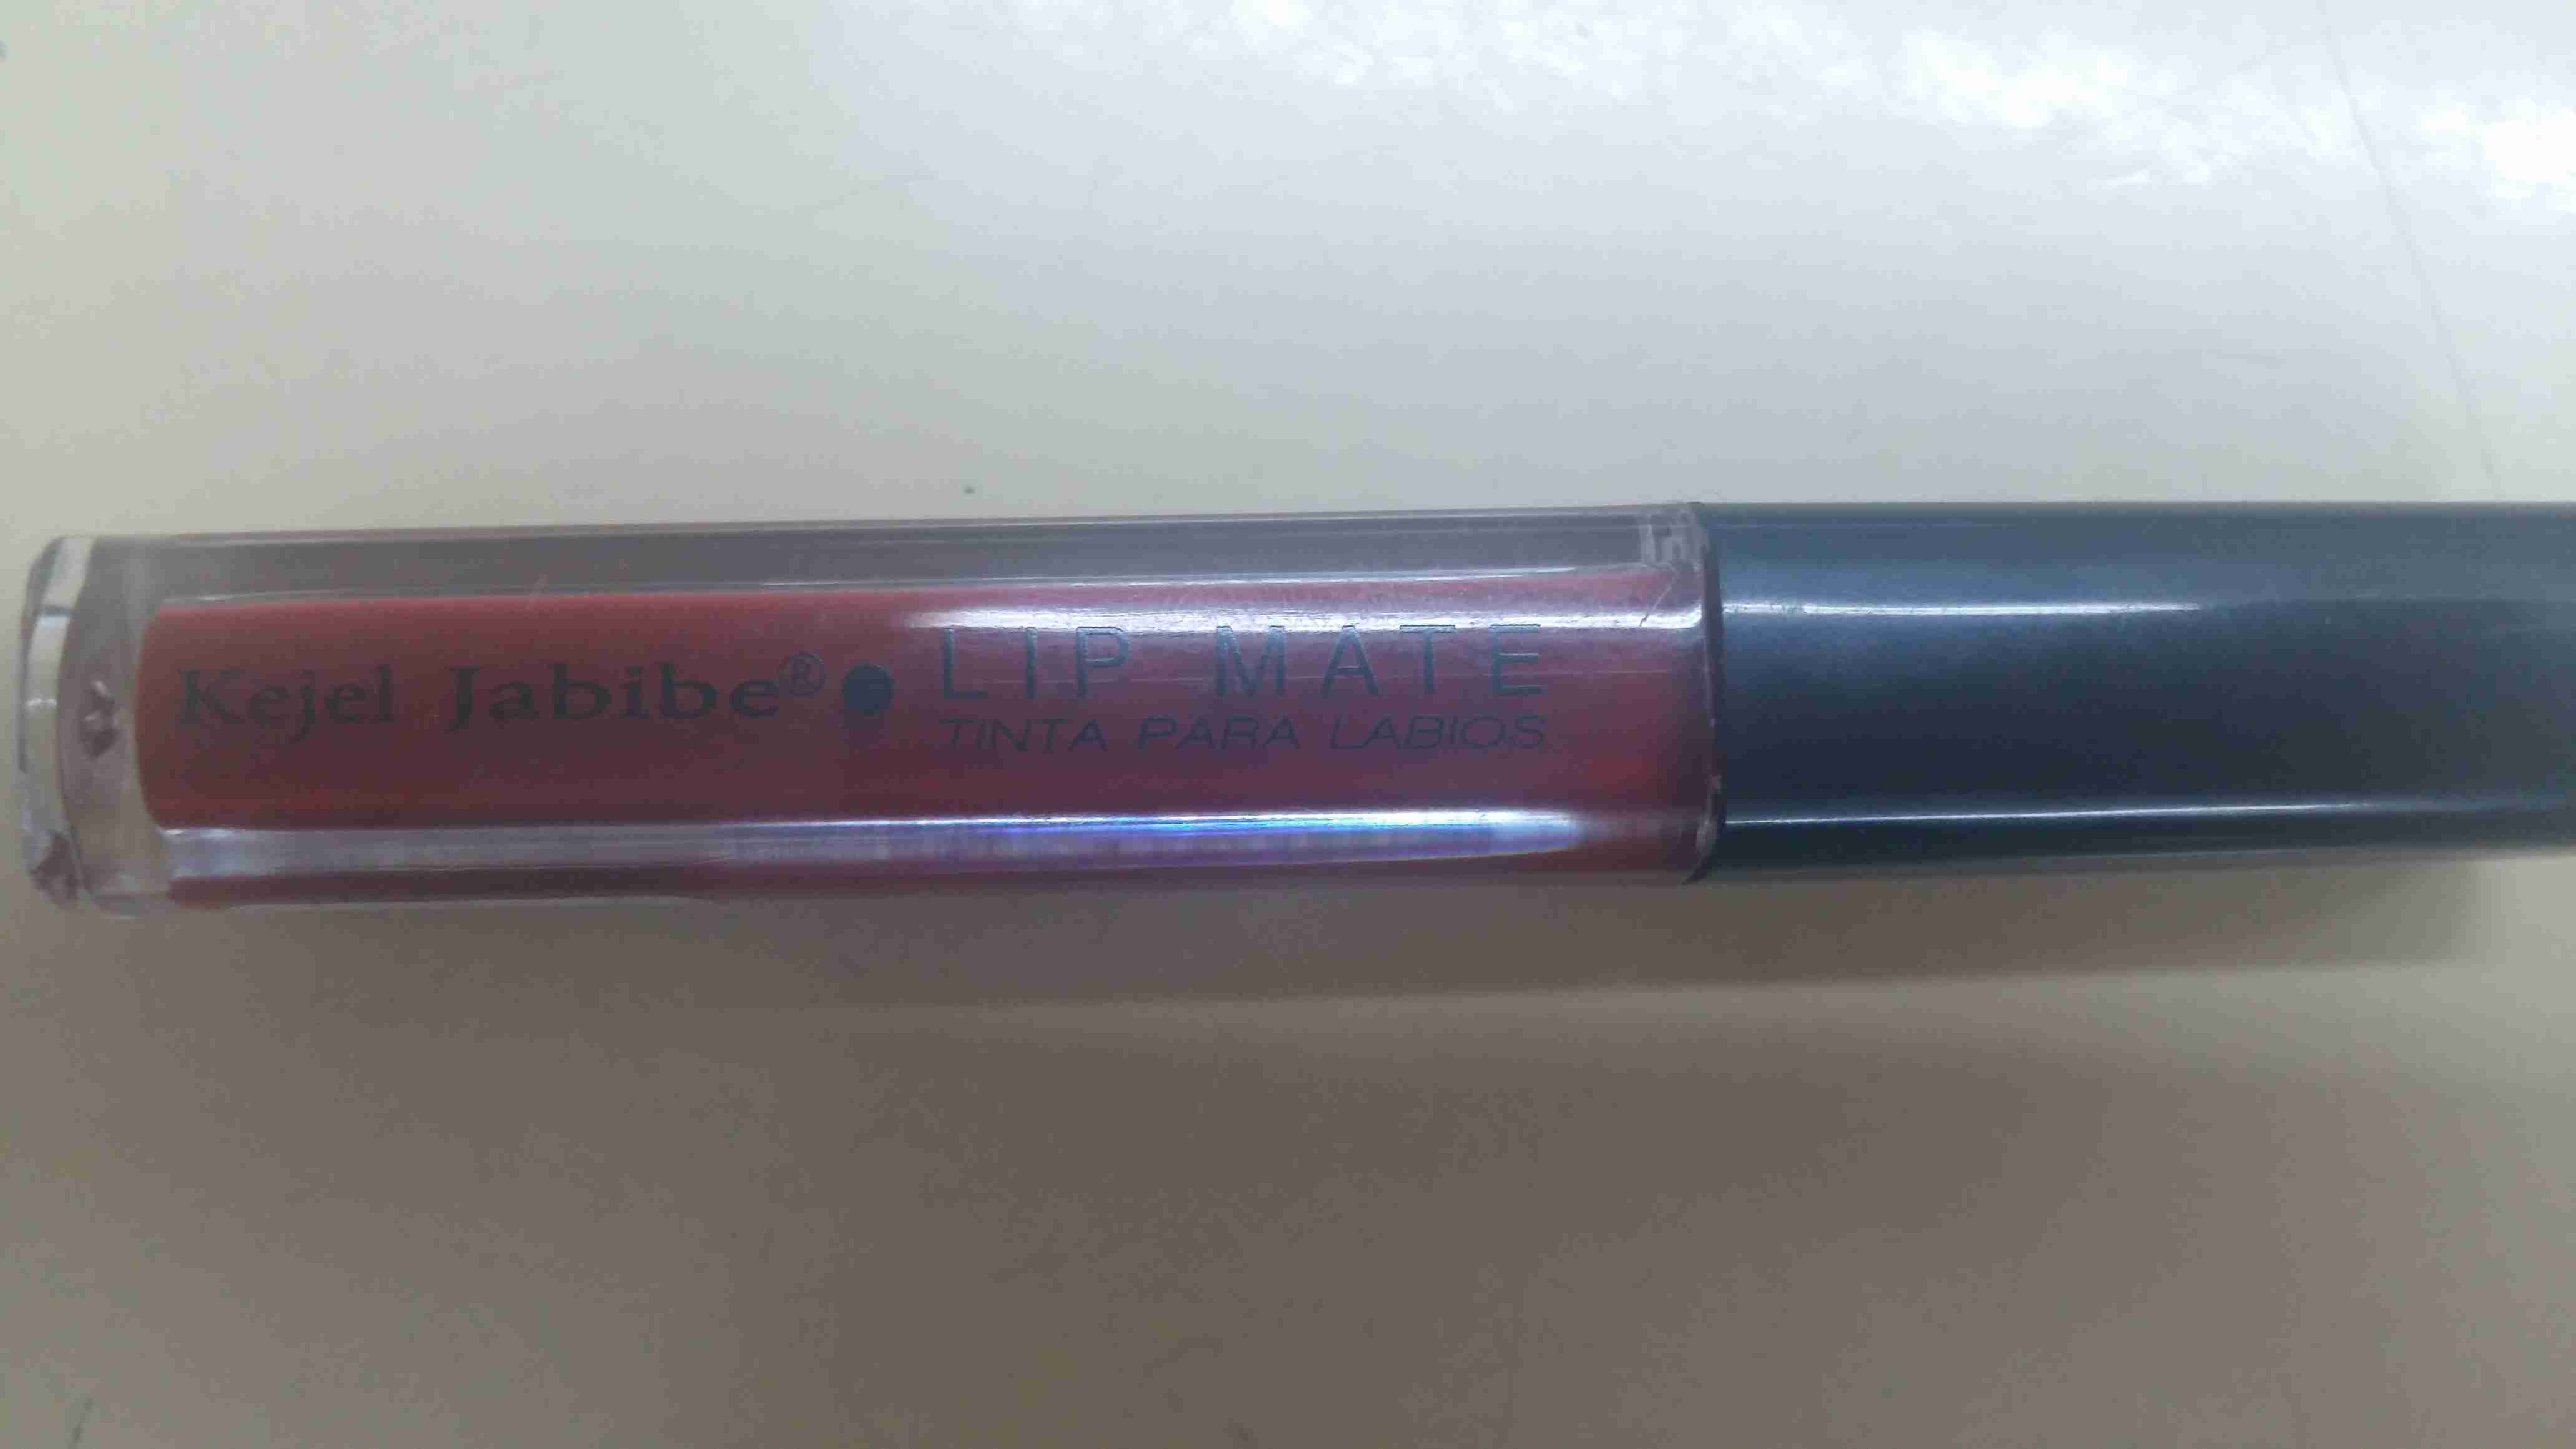 Kejel Jabibe®
LIP MATE
TINTA PARA LABIOS